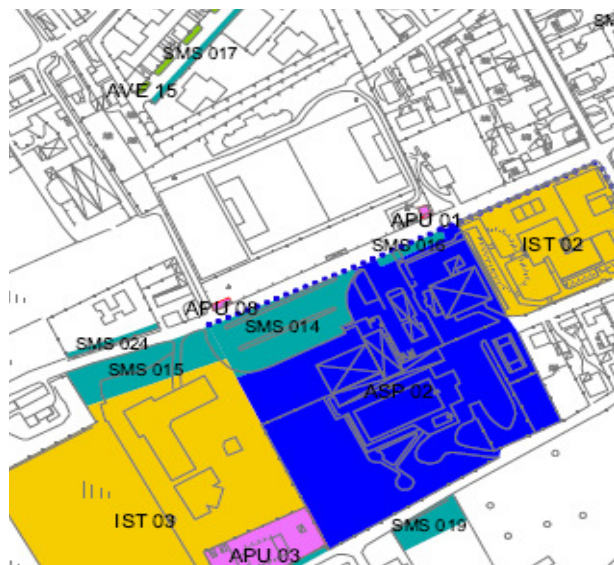 SMS 017
AVE 15
APU 01
SMS 016
IST 02
APU 08
SMS 014
SMS 024
SMS 015
ASP 02
IST 03
SMS 019
APU 03